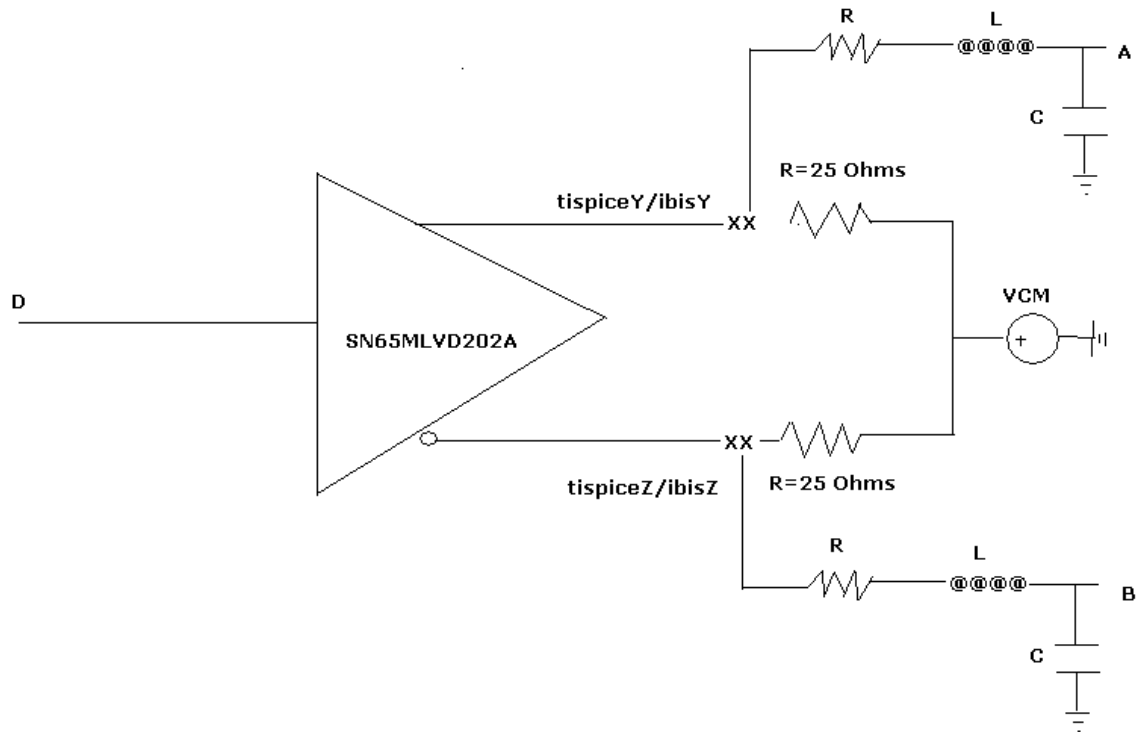 R
L
A
C
R=25 Ohms
tispiceY/ibisY
XX
D
VCM
SN65MLVD202A
+
XX
tispiceZ/ibisZ
R=25 Ohms
R
L
@@@@
@@@@
B
C